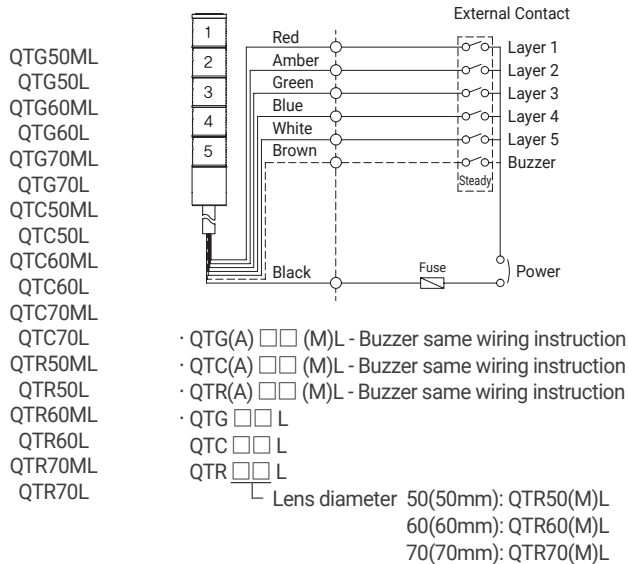 QTG50ML
QTG50L
QTG60ML
QTG60L
QTG70ML
QTG70L
QTC50ML
QTC50L
QTC60ML
QTC60L
QTC70ML
QTC70L
QTR50ML
QTR50L
QTR60ML
QTR60L
QTR70ML
QTR70L
1
2
3
4
5
External Contact
Red
Layer 1
Amber
Layer 2
Green
Layer 3
Blue
Layer 4
White
Layer 5
Brown
Buzzer
Steady
Black
Fuse
Power
· QTG(A) □□ (M)L - Buzzer same wiring instruction
· QTC(A) □□ (M)L - Buzzer same wiring instruction
· QTR(A) □□ (M)L - Buzzer same wiring instruction
· QTG □□ L
QTC □□ L
QTR □□ L
Lens diameter 50(50mm): QTR50(M)L
60(60mm): QTR60(M)L
70(70mm): QTR70(M)L